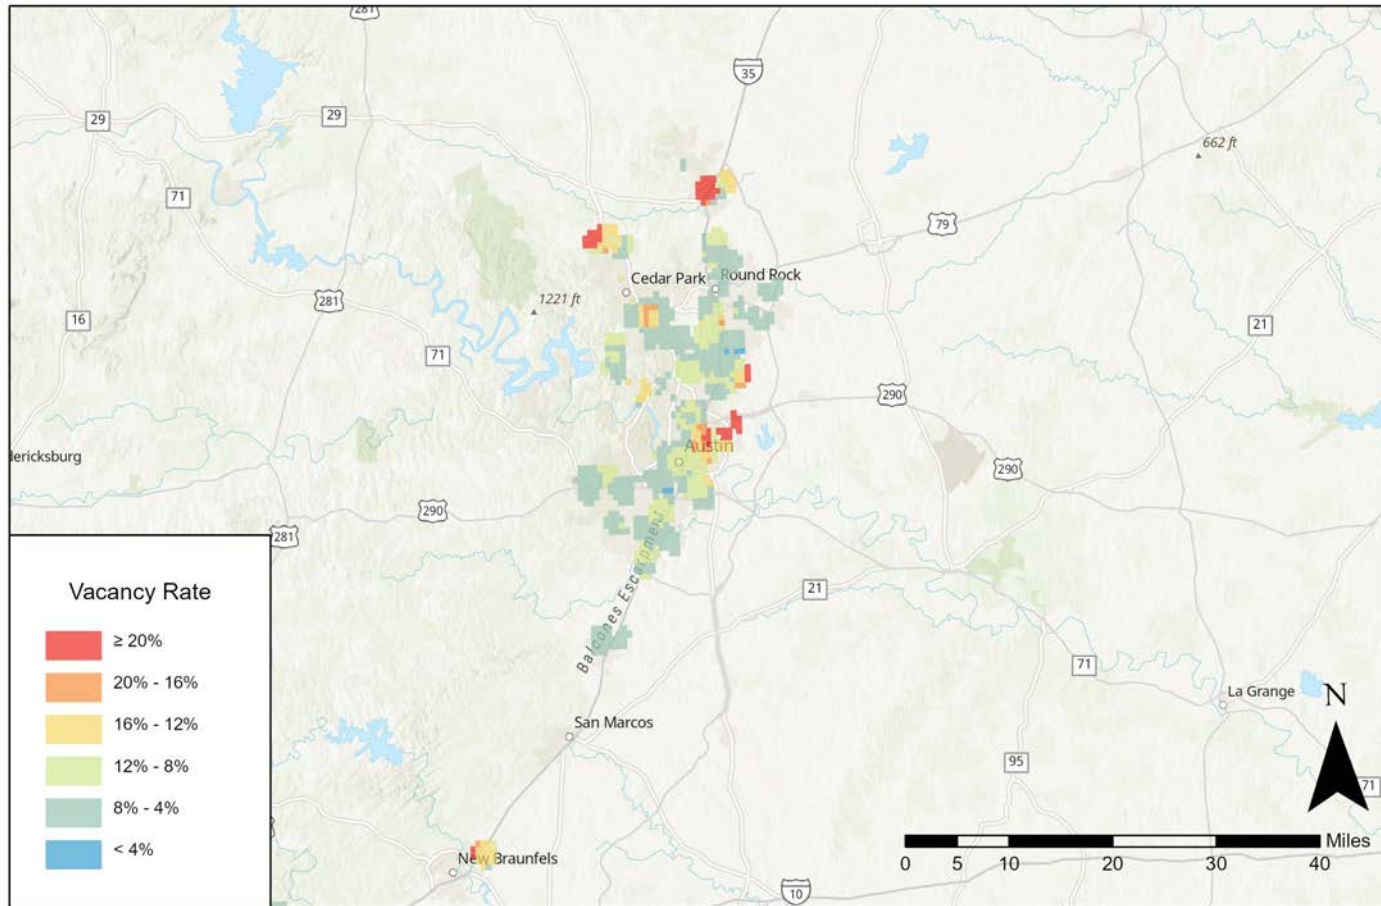 281
35
29
29
662 ft
71
79
Cedar Park
Round Rock
281
1221 ft
16
21
71
290
Austin
dericksburg
290
290
281
Balcones Escarpment
21
71
La Grange
San Marcos
95
71
New Braunfels
10
Vacancy Rate
≥ 20%
20% - 16%
16% - 12%
12% - 8%
8% - 4%
< 4%
N
Miles
0 5 10 20 30 40